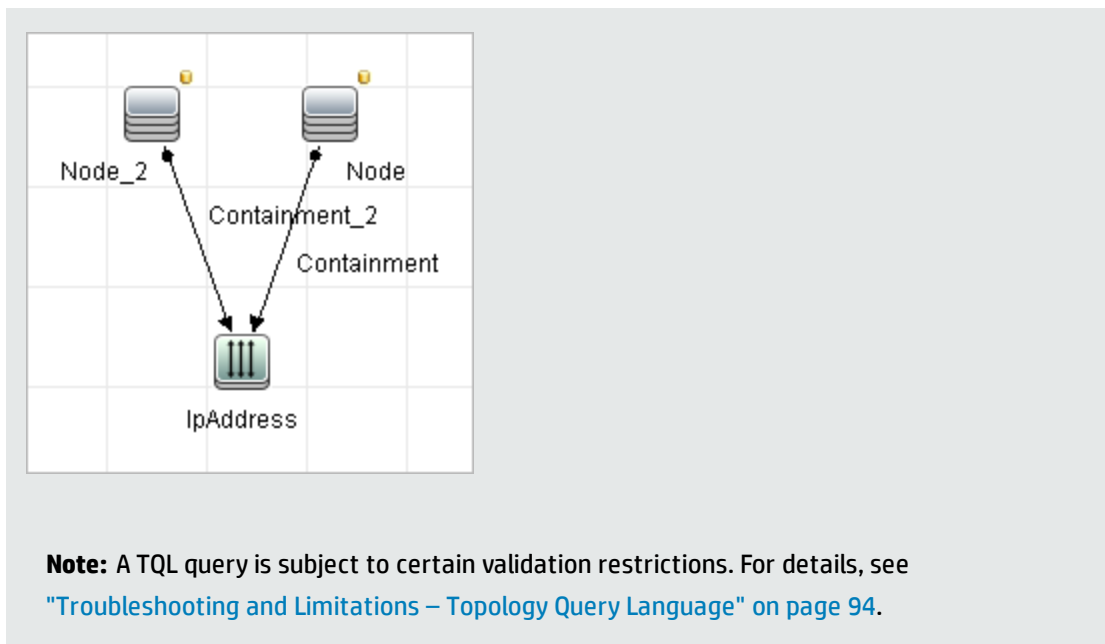 Node_2
Node
Containment_2
Containment
IpAddress
Note: A TQL query is subject to certain validation restrictions. For details, see
"Troubleshooting and Limitations – Topology Query Language" on page 94.